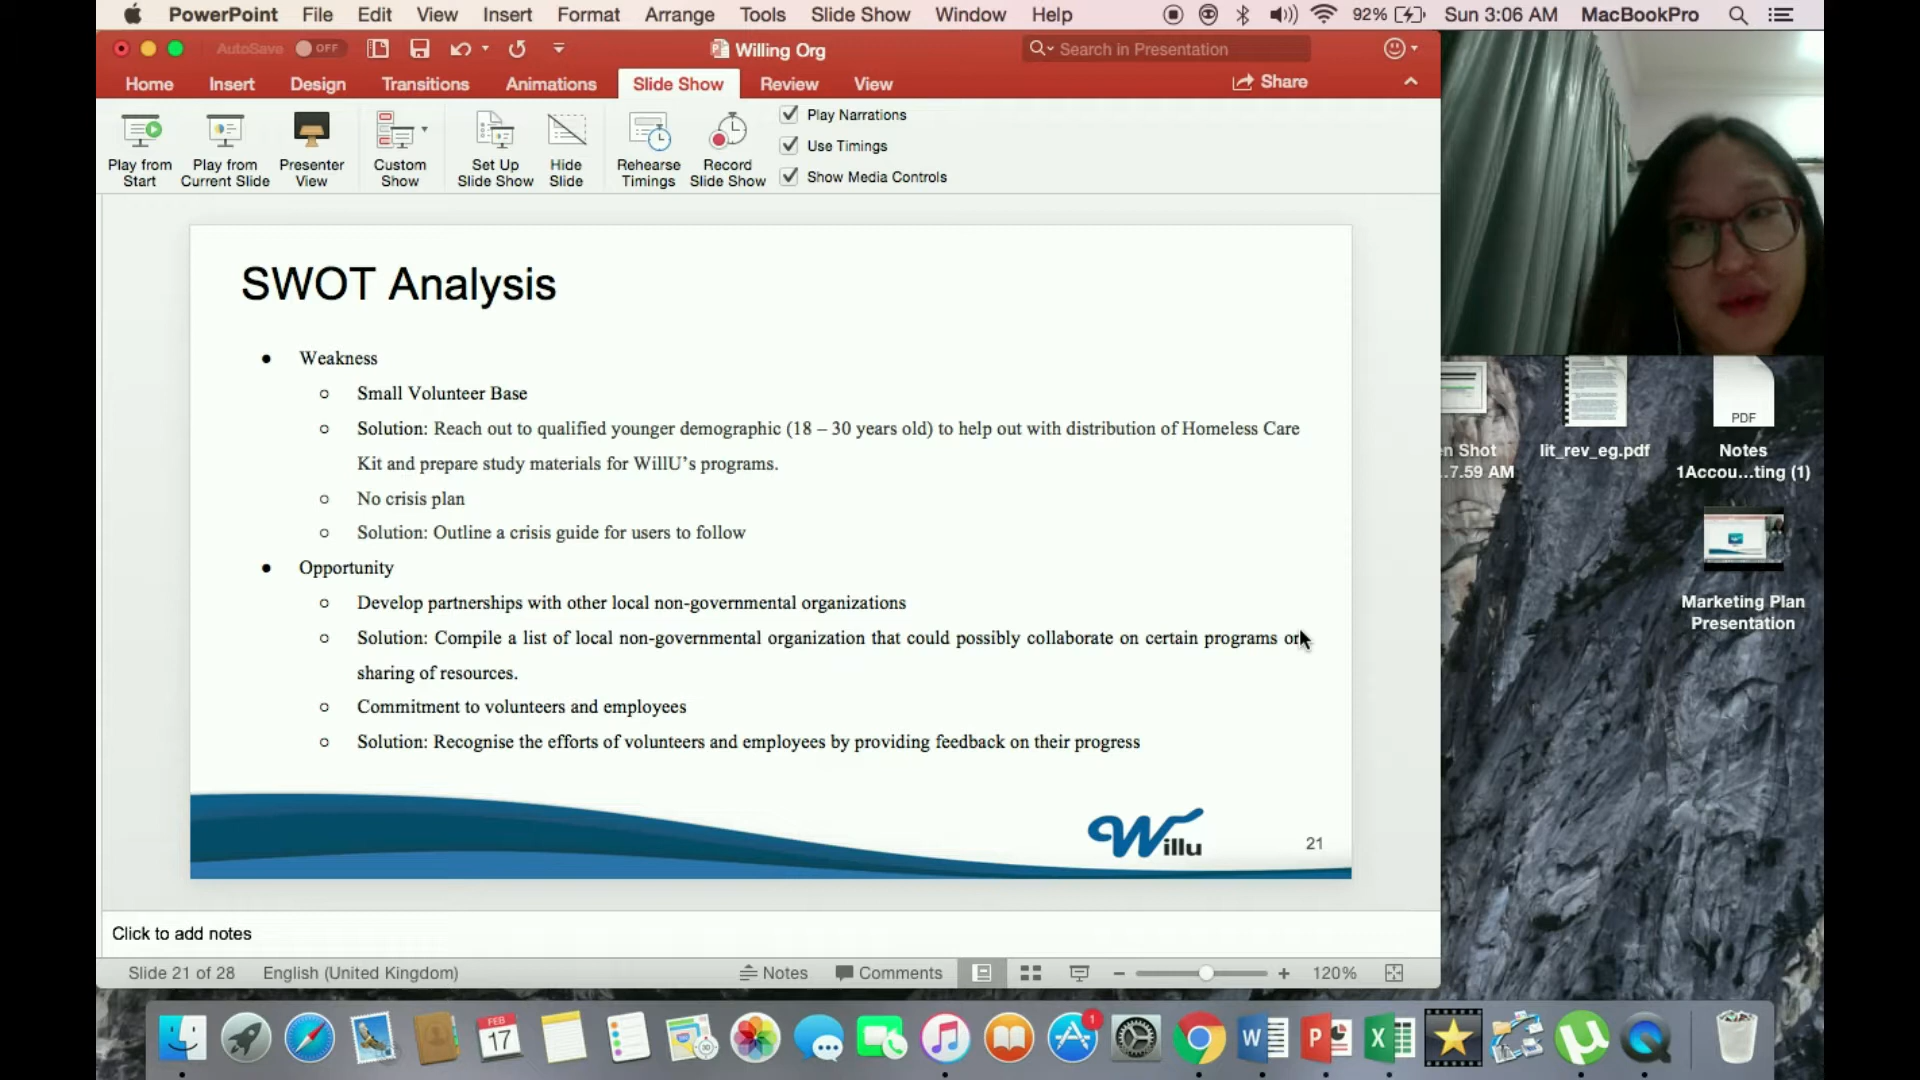 PowerPoint File Edit View Insert Format Arrange Tools Slide Show Window Help 92% Sun 3:06 AM MacBookPro
AutoSave OFF Willing Org Search in Presentation
Home Insert Design Transitions Animations Slide Show Review View Share
Play from Start
Play from Current Slide
Presenter View
Custom Show
Set Up Slide Show
Hide Slide
Rehearse Timings
Record Slide Show
Play Narrations
Use Timings
Show Media Controls
SWOT Analysis
● Weakness
○ Small Volunteer Base
○ Solution: Reach out to qualified younger demographic (18 – 30 years old) to help out with distribution of Homeless Care
Kit and prepare study materials for WillU's programs.
○ No crisis plan
○ Solution: Outline a crisis guide for users to follow
● Opportunity
○ Develop partnerships with other local non-governmental organizations
○ Solution: Compile a list of local non-governmental organization that could possibly collaborate on certain programs or
sharing of resources.
○ Commitment to volunteers and employees
○ Solution: Recognise the efforts of volunteers and employees by providing feedback on their progress
Willu
21
Click to add notes
Slide 21 of 28 English (United Kingdom) Notes Comments 120%
n Shot
..7.59 AM
lit_rev_eg.pdf
PDF
Notes
1Accou...ting (1)
Marketing Plan
Presentation
FEB
17
1